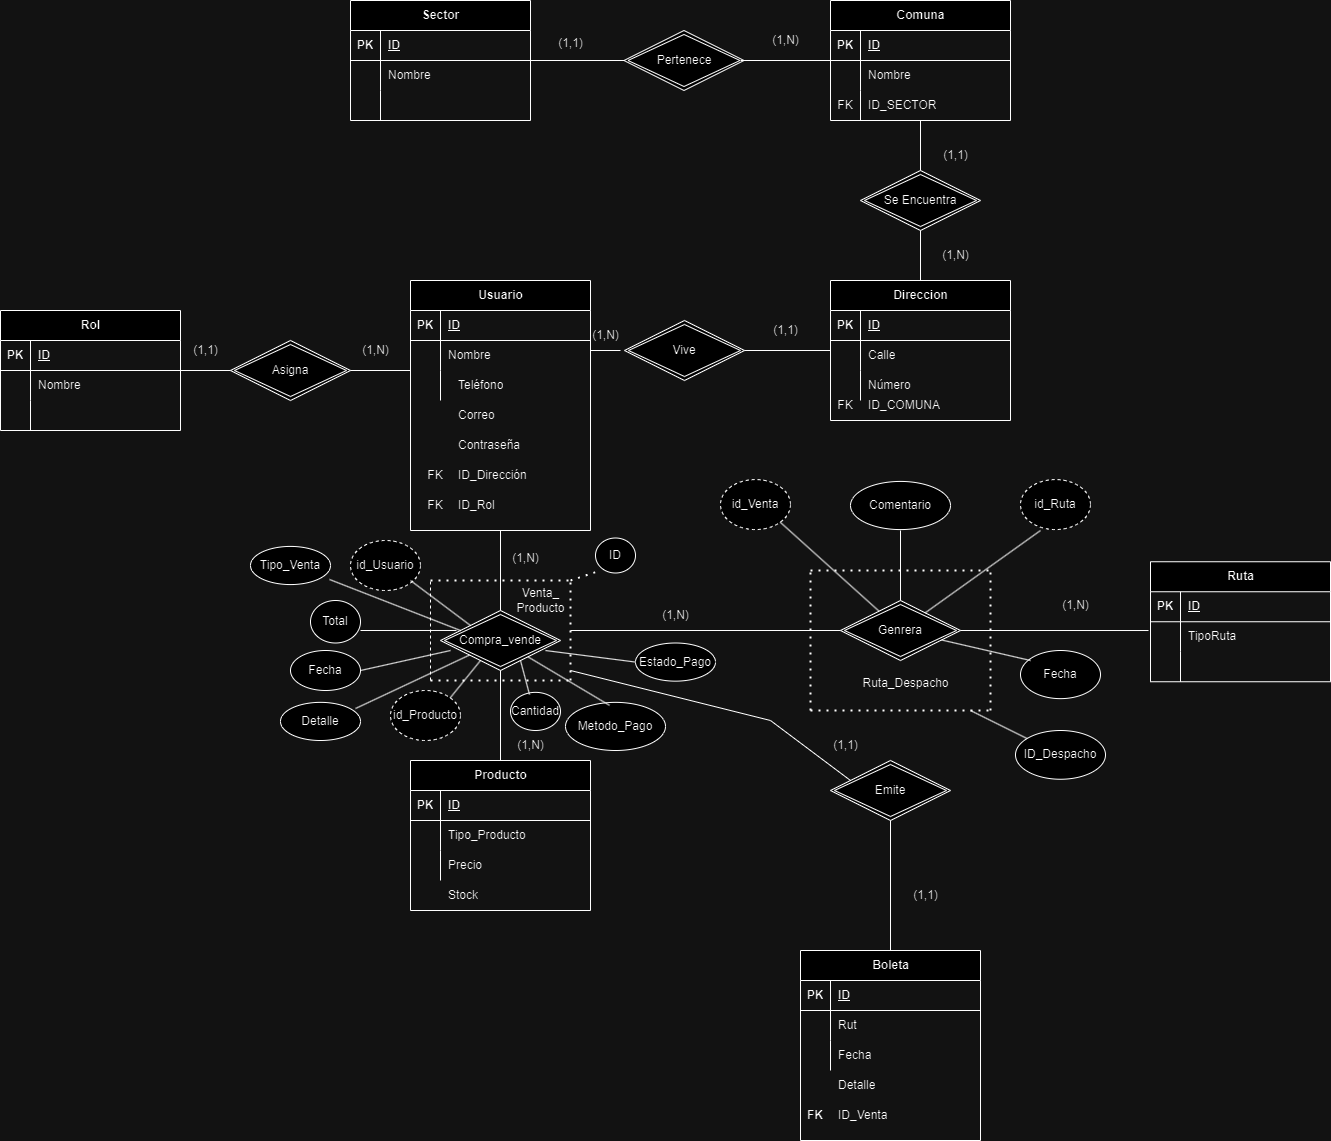 Sector
PK ID
Nombre
(1,1)
Pertenece
(1,N)
Comuna
PK ID
Nombre
FK ID_SECTOR
(1,1)
Se Encuentra
(1,N)
Rol
PK ID
Nombre
(1,1)
Asigna
(1,N)
Usuario
PK ID
Nombre
Teléfono
Correo
Contraseña
FK ID_Dirección
FK ID_Rol
(1,N)
Vive
(1,1)
Direccion
PK ID
Calle
Número
FK ID_COMUNA
(1,N)
ID
Tipo_Venta
id_Usuario
Venta_
Producto
Total
Compra_vende
Fecha
Estado_Pago
Detalle
id_Producto
Cantidad
Metodo_Pago
(1,N)
Producto
PK ID
Tipo_Producto
Precio
Stock
(1,N)
id_Venta
Comentario
id_Ruta
Genrera
Ruta_Despacho
Fecha
ID_Despacho
(1,N)
Ruta
PK ID
TipoRuta
(1,1)
Emite
(1,1)
Boleta
PK ID
Rut
Fecha
Detalle
FK ID_Venta